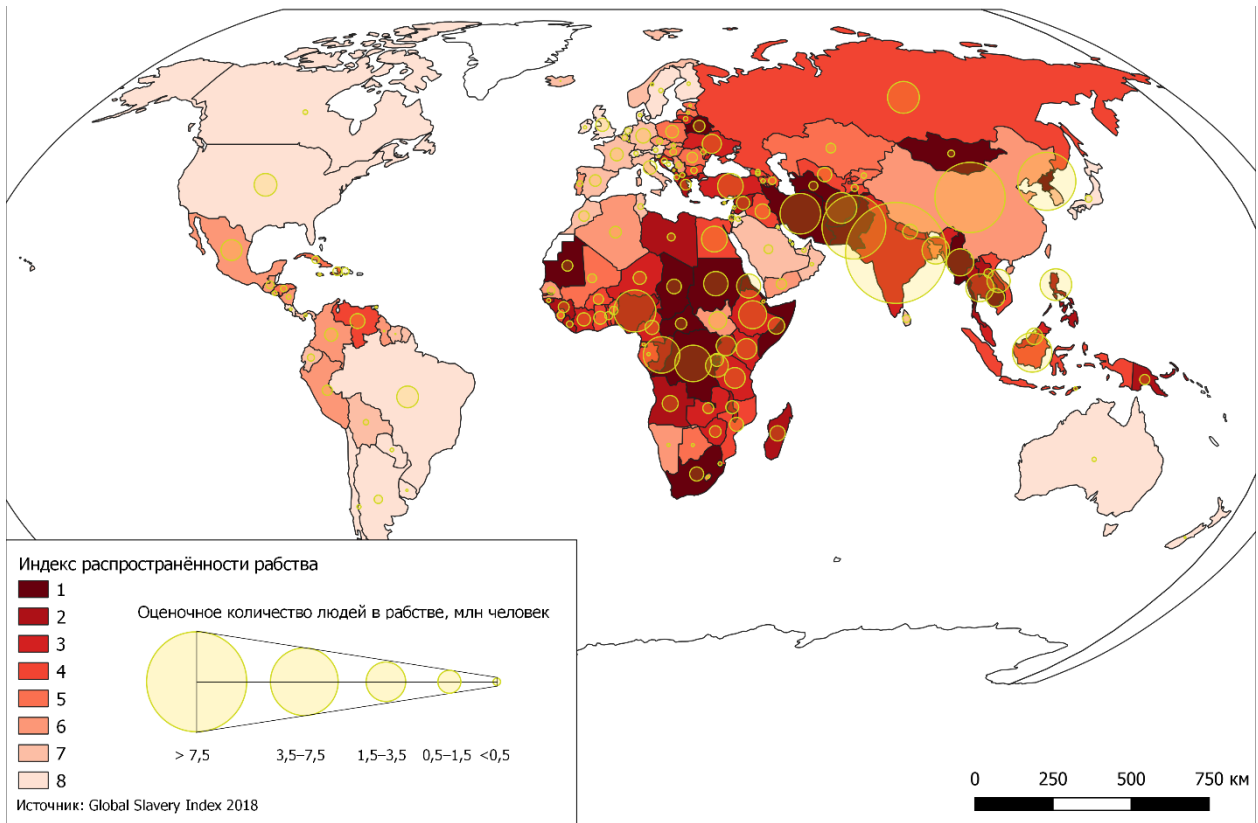 Индекс распространённости рабства
1
2
3
4
5
6
7
8
Оценочное количество людей в рабстве, млн человек
> 7,5 3,5–7,5 1,5–3,5 0,5–1,5 <0,5
Источник: Global Slavery Index 2018
0 250 500 750 км